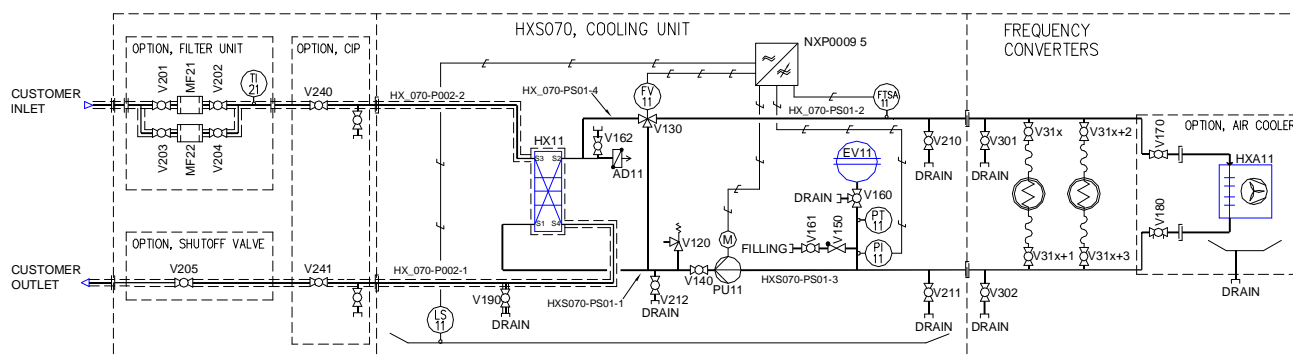 HXS070, COOLING UNIT
FREQUENCY
CONVERTERS
NXP0009 5
OPTION, FILTER UNIT
OPTION, CIP
V201
MF21
V202
TI
21
V240
CUSTOMER
INLET
HX_070-P002-2
HX_070-PS01-4
FV
11
HX_070-PS01-2
FTSA
11
V203
MF22
V204
HX11
S3
S2
S1
S4
V162
AD11
V130
V210
DRAIN
V301
DRAIN
V31x
V31x+2
V170
OPTION, AIR COOLER
HXA11
EV11
DRAIN
V160
PT
11
PI
11
V161
V150
FILLING
M
V120
V140
PU11
V180
V31x+1
V31x+3
OPTION, SHUTOFF VALVE
V205
V241
CUSTOMER
OUTLET
HX_070-P002-1
V190
DRAIN
HXS070-PS01-1
V212
DRAIN
HXS070-PS01-3
V211
DRAIN
V302
DRAIN
DRAIN
LS
11